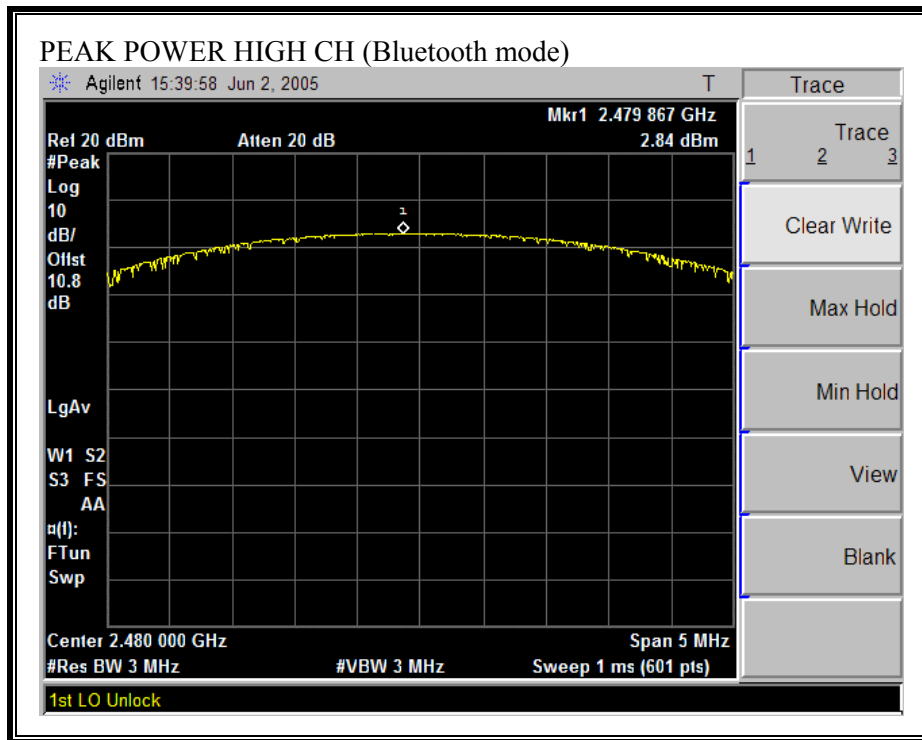 PEAK POWER HIGH CH (Bluetooth mode)
Agilent 15:39:58 Jun 2, 2005 T
Trace
Mkr1 2.479 867 GHz
Ref 20 dBm Atten 20 dB 2.84 dBm
#Peak
Log
10
dB/
Offst
10.8
dB
1
LgAv
W1 S2
S3 FS
AA
¤(f):
FTun
Swp
Center 2.480 000 GHz Span 5 MHz
#Res BW 3 MHz #VBW 3 MHz Sweep 1 ms (601 pts)
1st LO Unlock
Trace
1 2 3
Clear Write
Max Hold
Min Hold
View
Blank